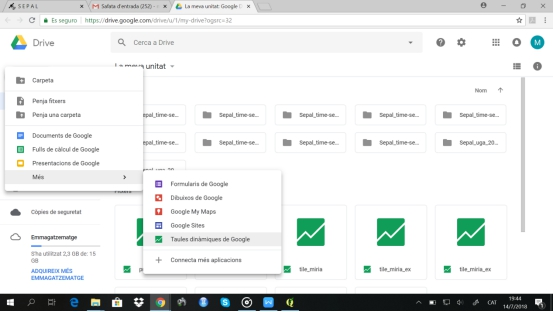 S E P A L
Safata d'entrada (252) -
La meva unitat: Google D
Es seguro
https://drive.google.com/drive/u/1/my-drive?ogsrc=32
Drive
Cerca a Drive
M
La meva unitat
Carpeta
Nom
Penja fitxers
Penja una carpeta
epal_time-se...
Sepal_time-se...
Sepal_time-se...
Sepal_time-se...
Sepal_time-se...
Documents de Google
Fulls de càlcul de Google
Presentacions de Google
Més
Sepal_time-se...
Sepal_time-se...
Sepal_time-se...
Sepal_uga_20...
Formularis de Google
Dibuixos de Google
Google My Maps
Google Sites
Taules dinàmiques de Google
Connecta més aplicacions
Còpies de seguretat
Emmagatzematge
S'ha utilitzat 2,3 GB de: 15
GB
ADQUIREIX MÉS
EMMAGATZEMATGE
tile_miria
tile_miria_ex
tile_miria_ex
CAT
19:44
14/7/2018